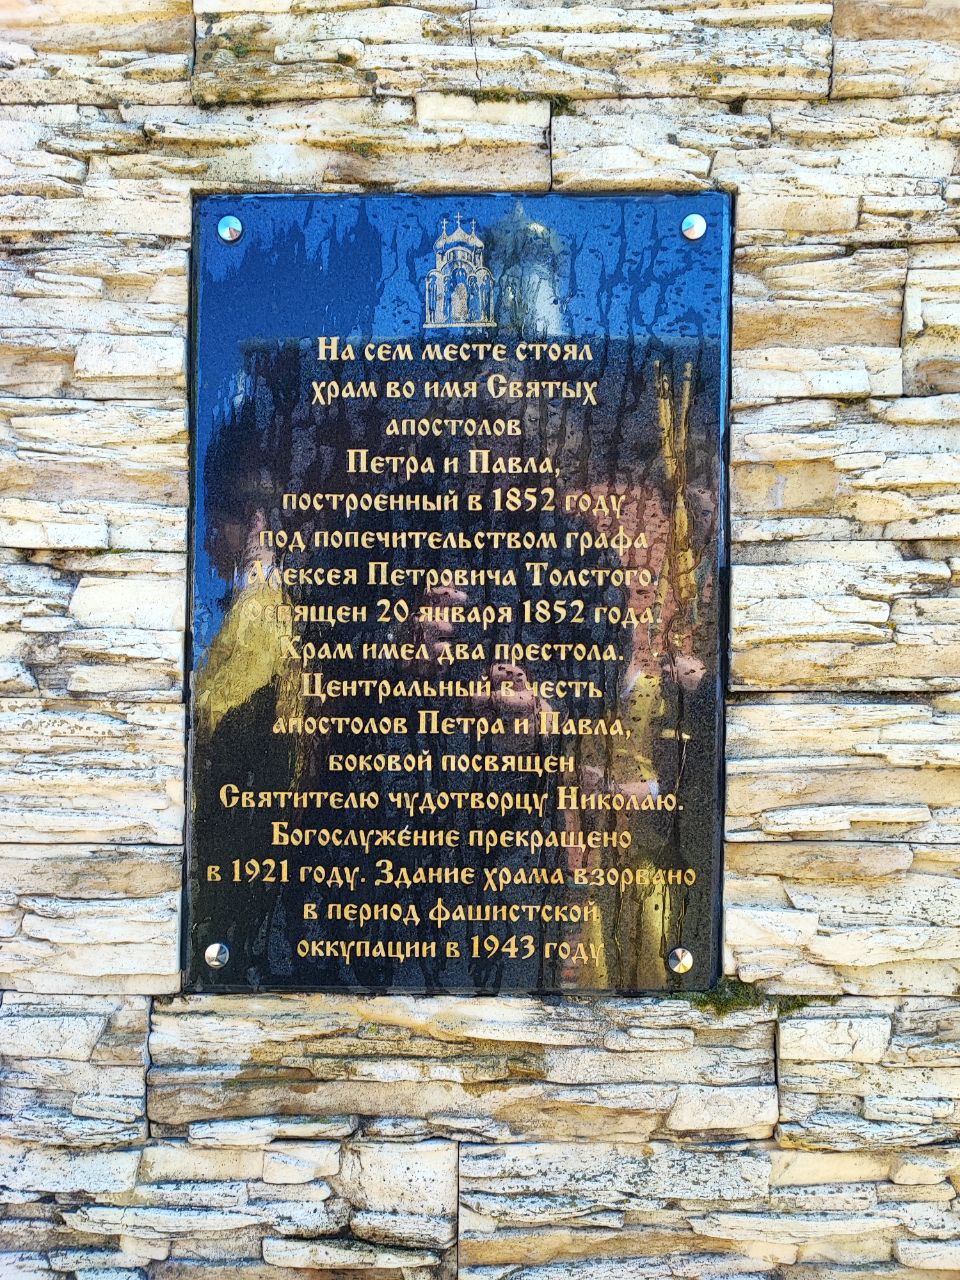 На сем месте стоял
храм во имя Святых
апостолов
Петра и Павла,
построенный в 1852 году
под попечительством графа
Алексея Петровича Толстого.
Освящен 20 января 1852 года.
Храм имел два престола.
Центральный в честь
апостолов Петра и Павла,
боковой посвящен
Святителю чудотворцу Николаю.
Богослужение прекращено
в 1921 году. Здание храма взорвано
в период фашистской
оккупации в 1943 году